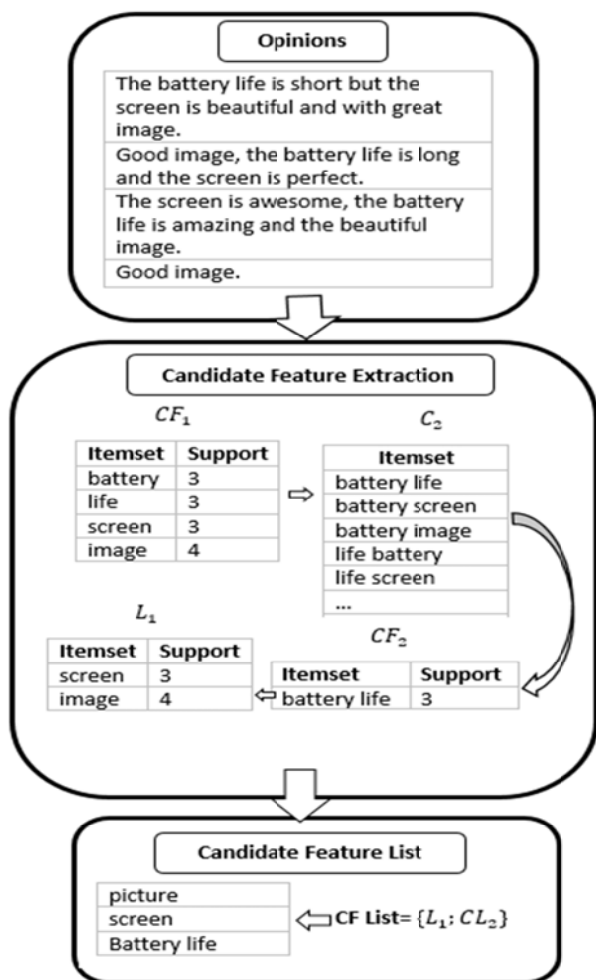 Opinions
The battery life is short but the
screen is beautiful and with great
image.
Good image, the battery life is long
and the screen is perfect.
The screen is awesome, the battery
life is amazing and the beautiful
image.
Good image.
Candidate Feature Extraction
CF₁
Itemset Support
battery 3
life 3
screen 3
image 4
C₂
Itemset
battery life
battery screen
battery image
life battery
life screen
...
L₁
Itemset Support
screen 3
image 4
CF₂
Itemset Support
battery life 3
Candidate Feature List
picture
screen
Battery life
CF List= {L₁; CL₂}